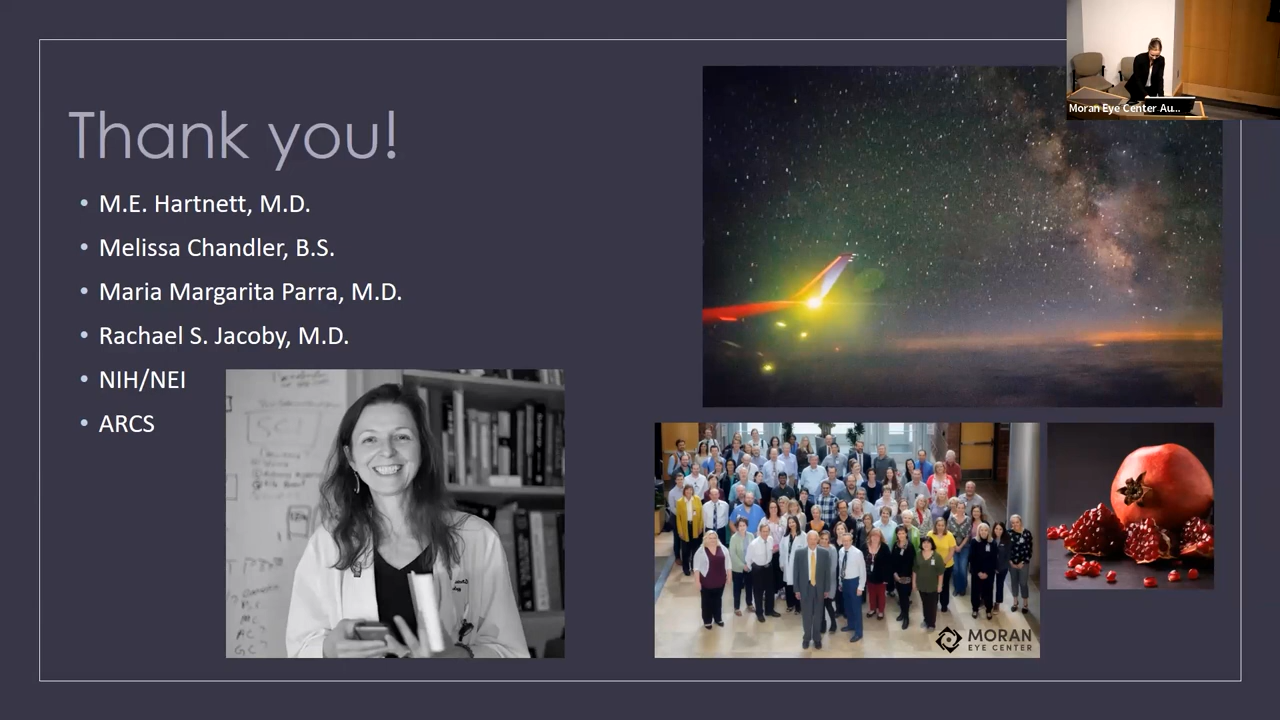 Thank you!
M.E. Hartnett, M.D.
Melissa Chandler, B.S.
Maria Margarita Parra, M.D.
Rachael S. Jacoby, M.D.
NIH/NEI
ARCS
Moran Eye Center Au...
MORAN
EYE CENTER